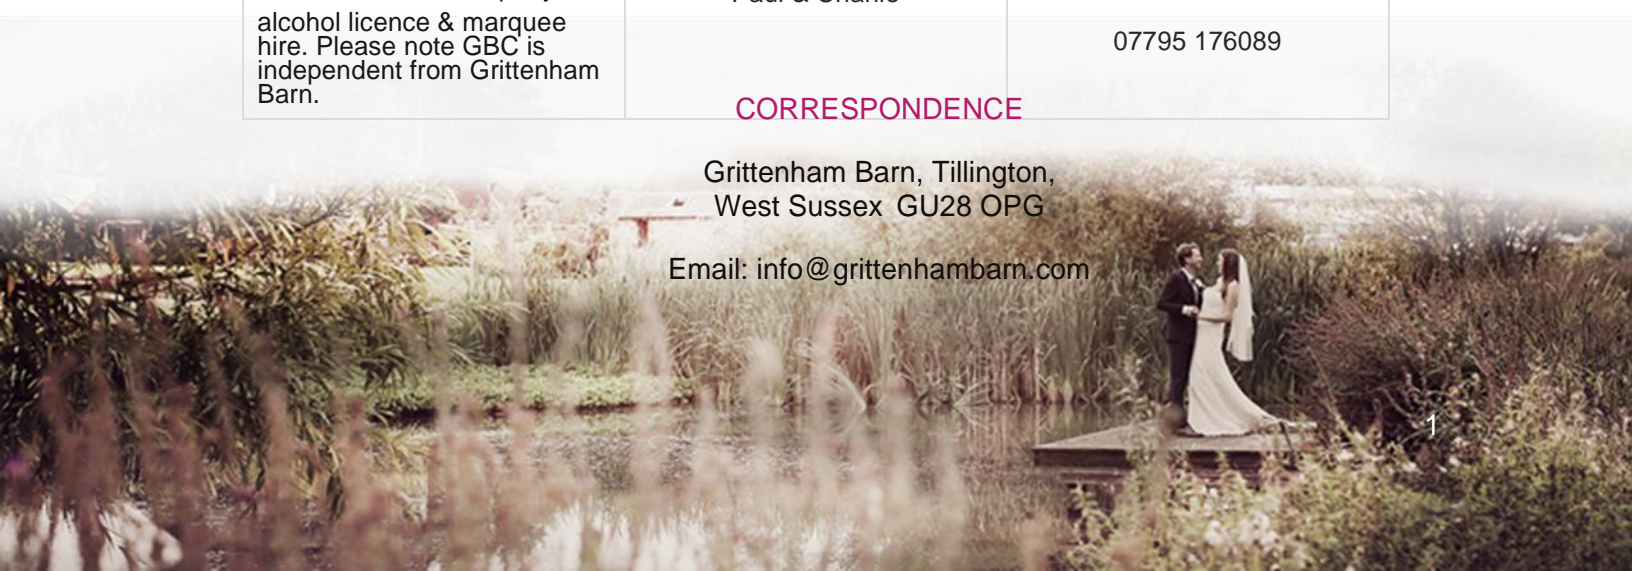 alcohol licence & marquee
hire. Please note GBC is
independent from Grittenham
Barn.
07795 176089
CORRESPONDENCE
Grittenham Barn, Tillington,
West Sussex GU28 OPG
Email: info@grittenhambarn.com
1